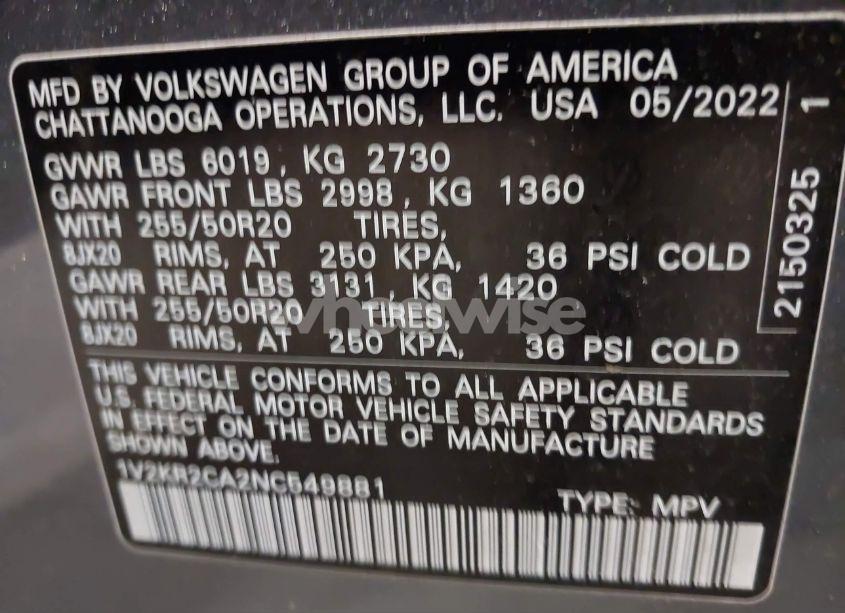 MFD BY VOLKSWAGEN GROUP OF AMERICA
CHATTANOOGA OPERATIONS, LLC. USA 05/2022
GVWR LBS 6019, KG 2730
GAWR FRONT LBS 2998, KG 1360
WITH 255/50R20 TIRES,
8JX20 RIMS, AT 250 KPA, 36 PSI COLD
GAWR REAR LBS 3131, KG 1420
WITH 255/50R20 TIRES,
8JX20 RIMS, AT 250 KPA, 36 PSI COLD
THIS VEHICLE CONFORMS TO ALL APPLICABLE
U.S. FEDERAL MOTOR VEHICLE SAFETY STANDARDS
IN EFFECT ON THE DATE OF MANUFACTURE
SHOWN ABOVE.
1V2KR2CA2NC549881 TYPE: MPV
2150325 1
wheelwise